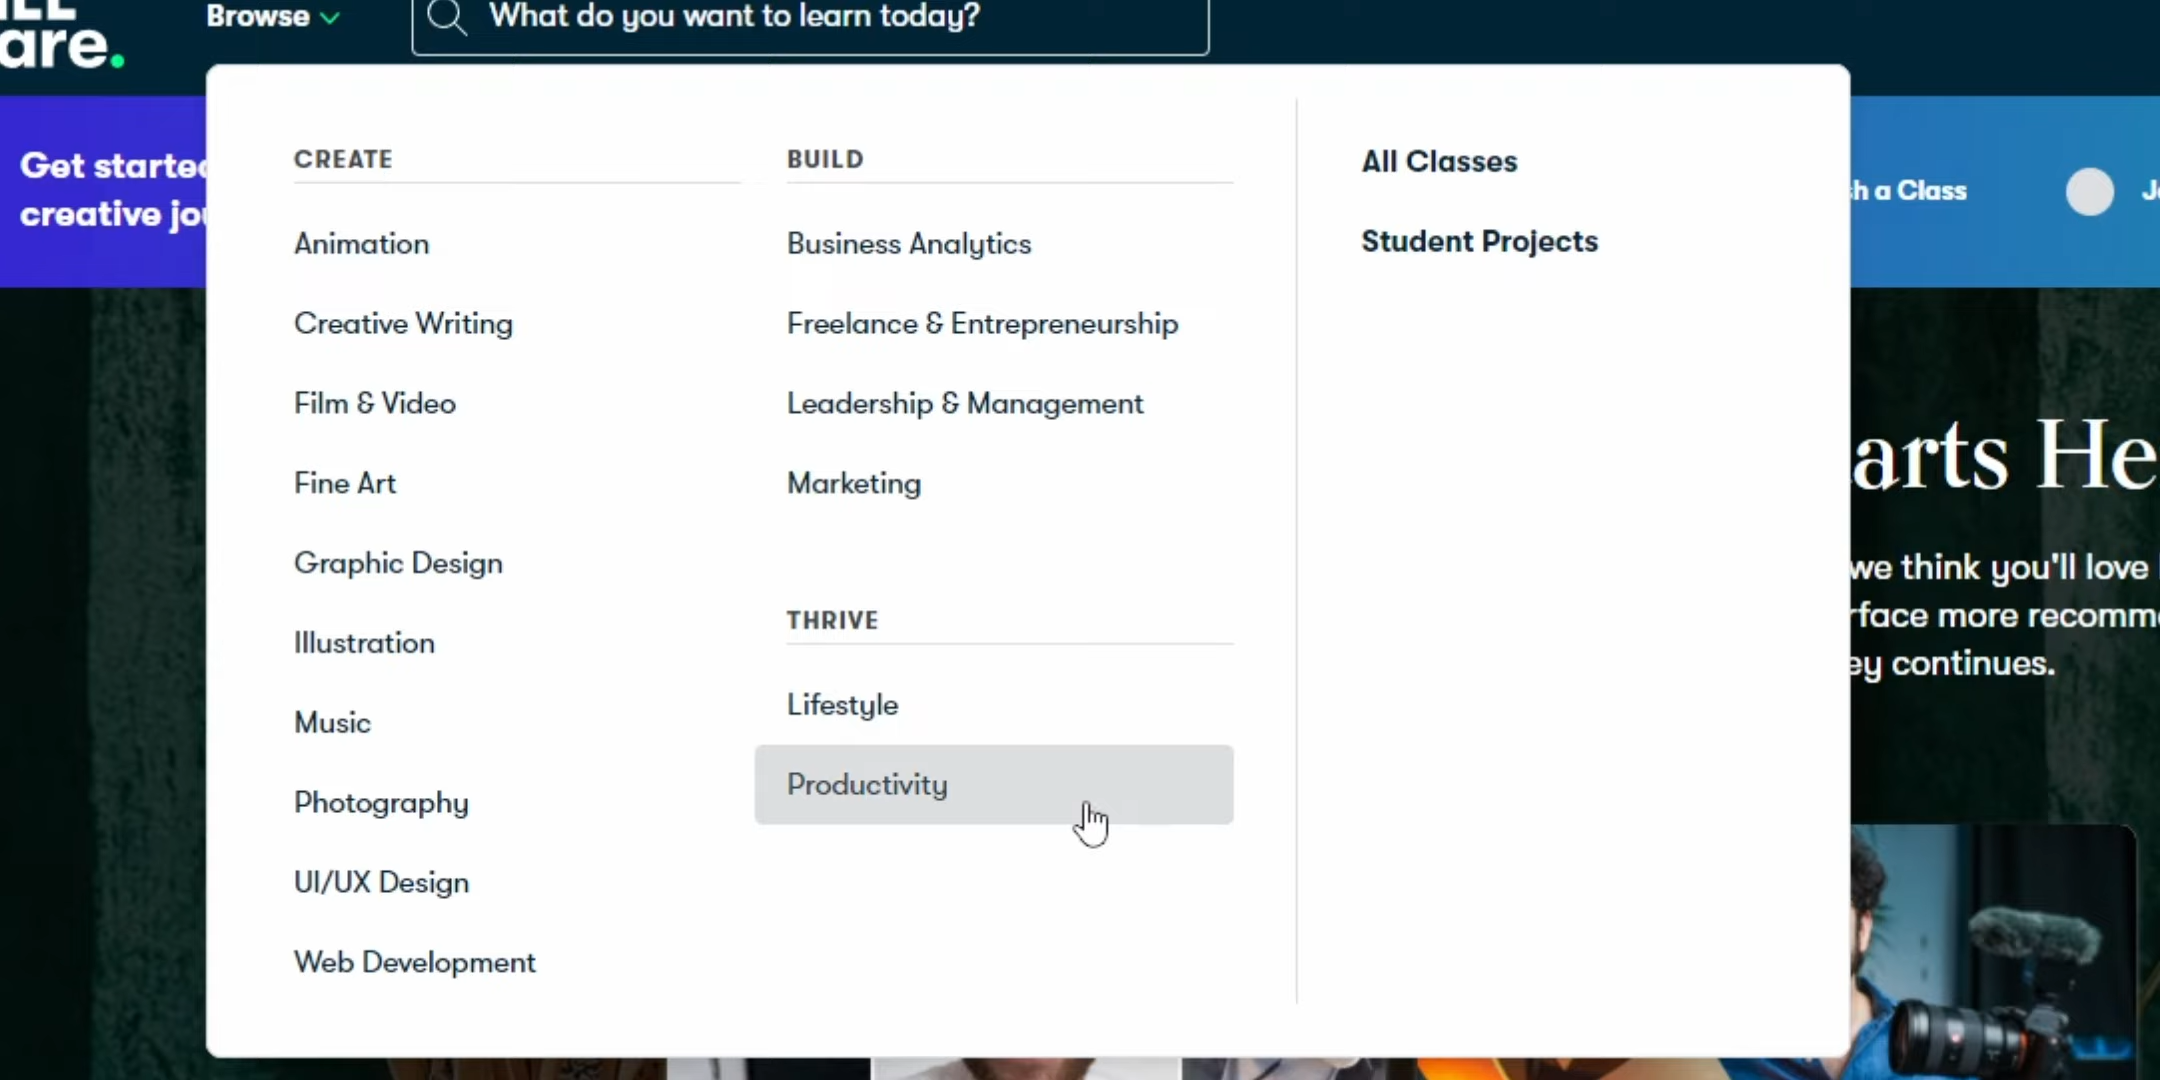 are.
Browse
What do you want to learn today?
Get started
creative
CREATE
Animation
Creative Writing
Film & Video
Fine Art
Graphic Design
Illustration
Music
Photography
UI/UX Design
Web Development
BUILD
Business Analytics
Freelance & Entrepreneurship
Leadership & Management
Marketing
THRIVE
Lifestyle
Productivity
All Classes
Student Projects
a Class
arts He
we think you'll love
rface more recomm
ey continues.